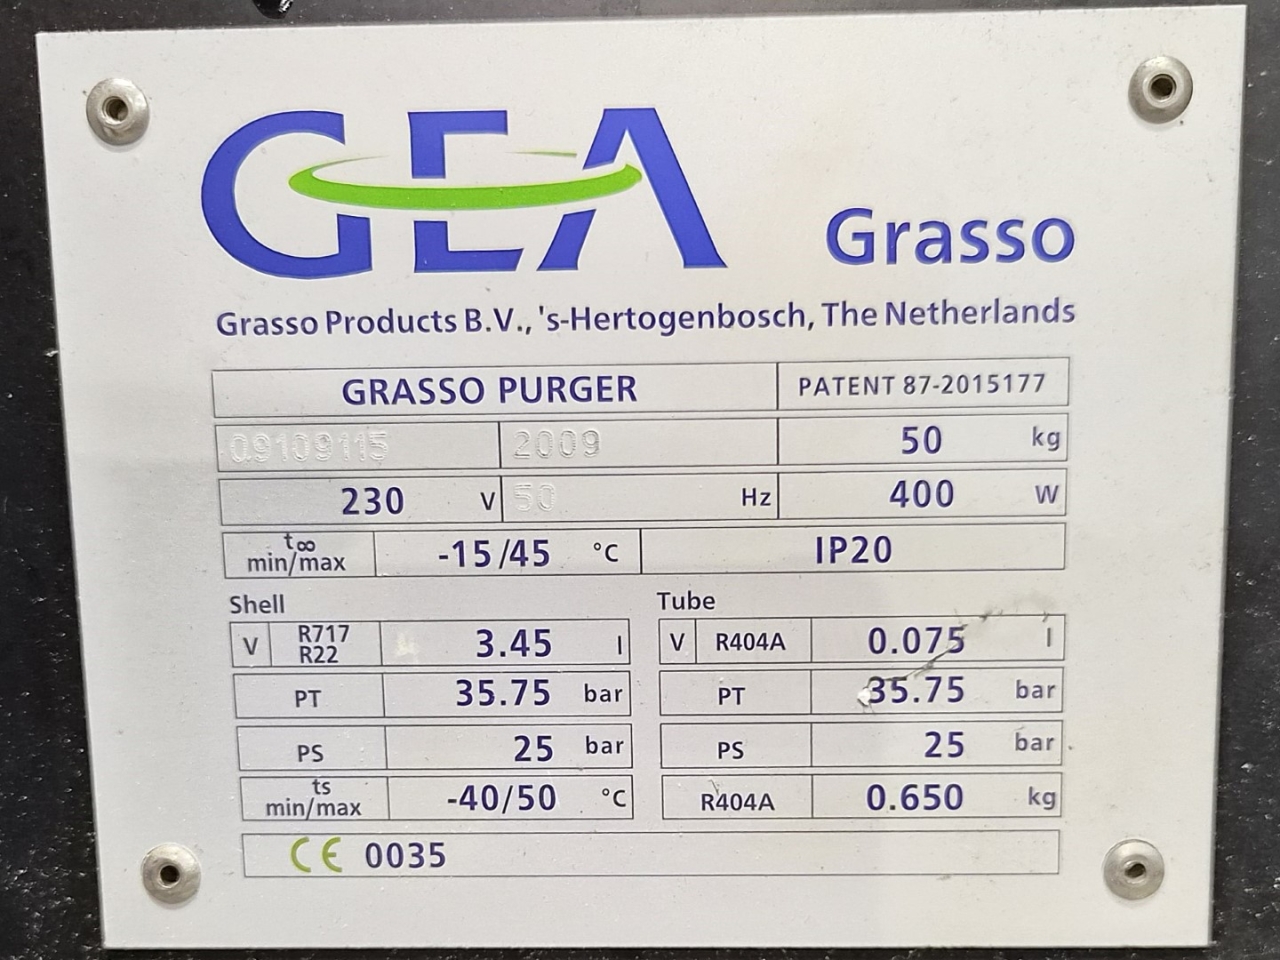 GEA Grasso
Grasso Products B.V., 's-Hertogenbosch, The Netherlands
GRASSO PURGER PATENT 87-2015177
09109115 2009 50 kg
230 V 50 Hz 400 W
t∞ min/max -15/45 °C IP20
Shell Tube
V R717 R22 3.45 l V R404A 0.075 l
PT 35.75 bar PT 35.75 bar
PS 25 bar PS 25 bar
ts min/max -40/50 °C R404A 0.650 kg
CE 0035